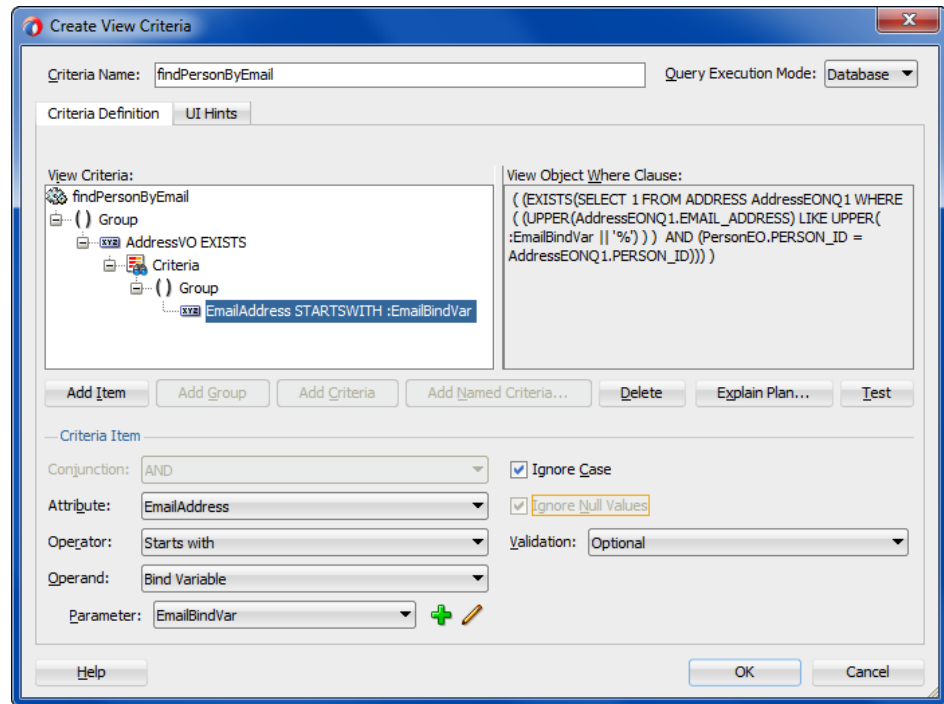 Create View Criteria
Criteria Name: findPersonByEmail
Query Execution Mode: Database
Criteria Definition
UI Hints
View Criteria:
findPersonByEmail
( ) Group
XYZ AddressVO EXISTS
Criteria
( ) Group
XYZ EmailAddress STARTSWITH :EmailBindVar
View Object Where Clause:
( (EXISTS(SELECT 1 FROM ADDRESS AddressEONQ1 WHERE
( (UPPER(AddressEONQ1.EMAIL_ADDRESS) LIKE UPPER(
:EmailBindVar || '%') ) )  AND (PersonEO.PERSON_ID =
AddressEONQ1.PERSON_ID))) )
Add Item
Add Group
Add Criteria
Add Named Criteria...
Delete
Explain Plan...
Test
Criteria Item
Conjunction: AND
Ignore Case
Attribute: EmailAddress
Ignore Null Values
Operator: Starts with
Validation: Optional
Operand: Bind Variable
Parameter: EmailBindVar
Help
OK
Cancel